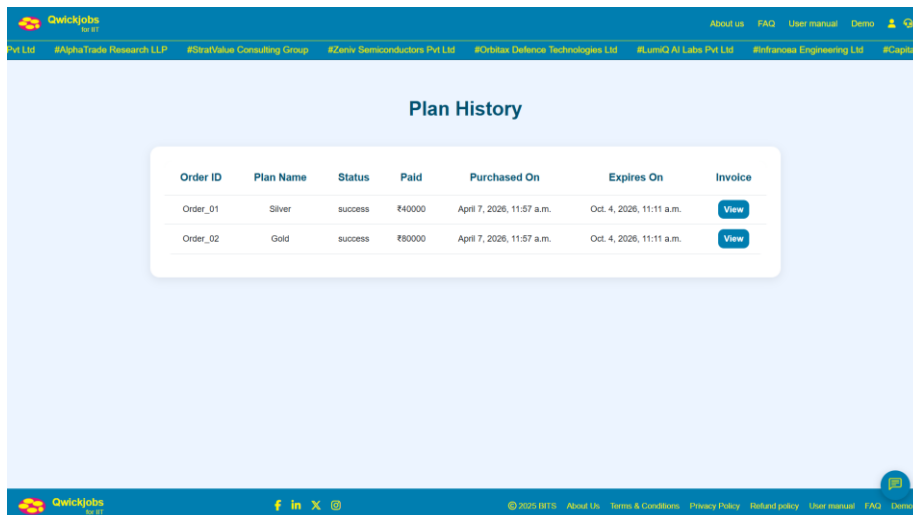 Qwickjobs
for IIT
About us FAQ User manual Demo
Pvt Ltd #AlphaTrade Research LLP #StratValue Consulting Group #Zeniv Semiconductors Pvt Ltd #Orbitax Defence Technologies Ltd #LumiQ AI Labs Pvt Ltd #Infranoaa Engineering Ltd #Capita
Plan History
Order ID Plan Name Status Paid Purchased On Expires On Invoice
Order_01 Silver success ₹40000 April 7, 2026, 11:57 a.m. Oct. 4, 2026, 11:11 a.m. View
Order_02 Gold success ₹80000 April 7, 2026, 11:57 a.m. Oct. 4, 2026, 11:11 a.m. View
Qwickjobs
for IIT
f in X
© 2025 BITS About Us Terms & Conditions Privacy Policy Refund policy User manual FAQ Demo